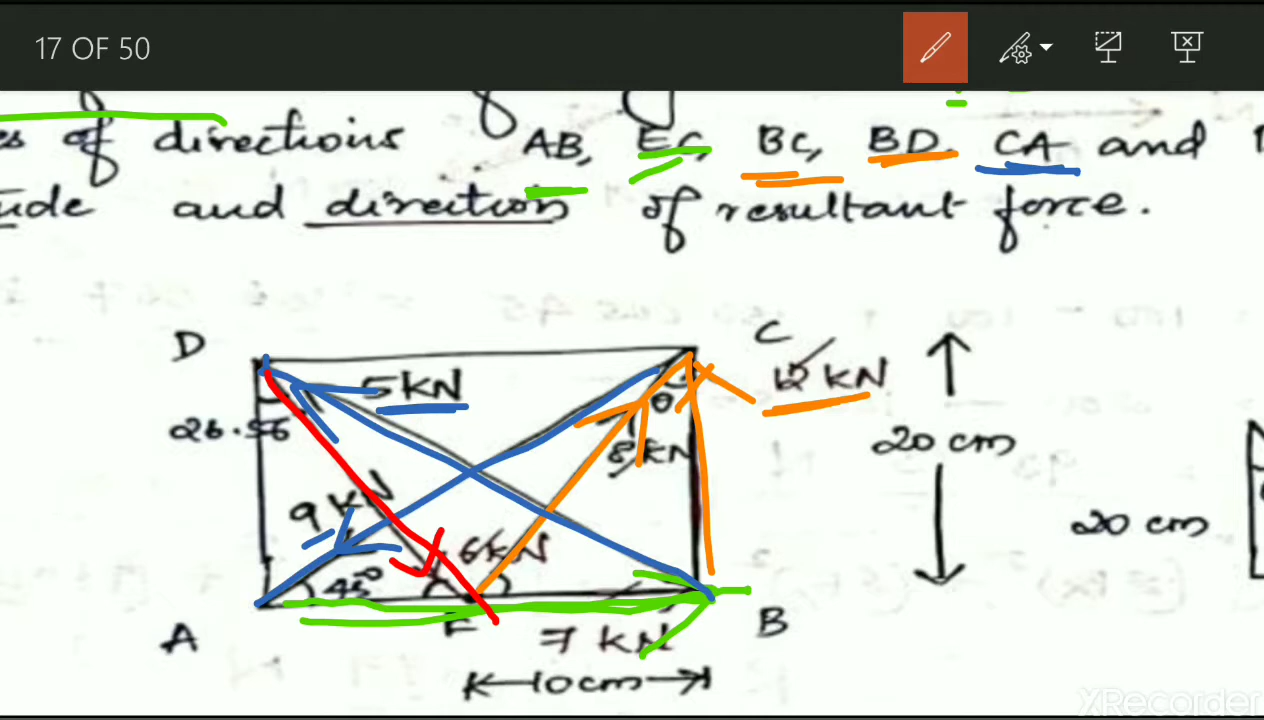 17 OF 50
es of directions AB, EC, BC, BD, CA and
ude and direction of resultant force.
D
C
5 kN
12 kN
26.56
θ
8 kN
20 cm
9 kN
20 cm
6 kN
45°
A
E
7 kN
B
10 cm
XRecorder